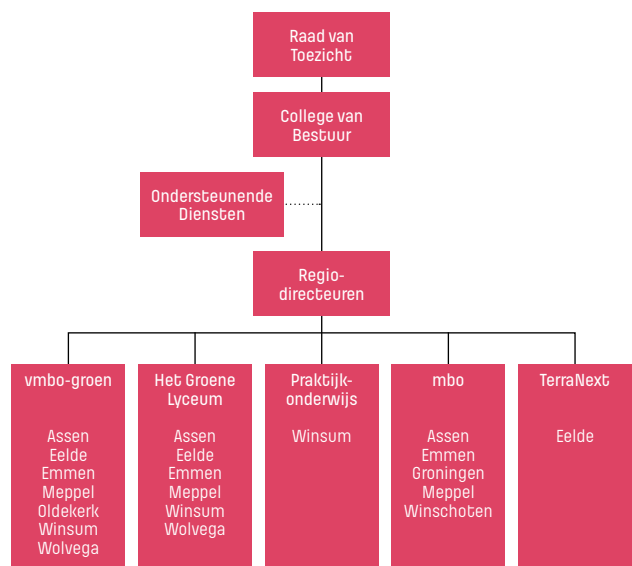 Raad van
Toezicht
College van
Bestuur
Ondersteunende
Diensten
Regio-
directeuren
vmbo-groen
Assen
Eelde
Emmen
Meppel
Oldekerk
Winsum
Wolvega
Het Groene
Lyceum
Assen
Eelde
Emmen
Meppel
Winsum
Wolvega
Praktijk-
onderwijs
Winsum
mbo
Assen
Emmen
Groningen
Meppel
Winschoten
TerraNext
Eelde